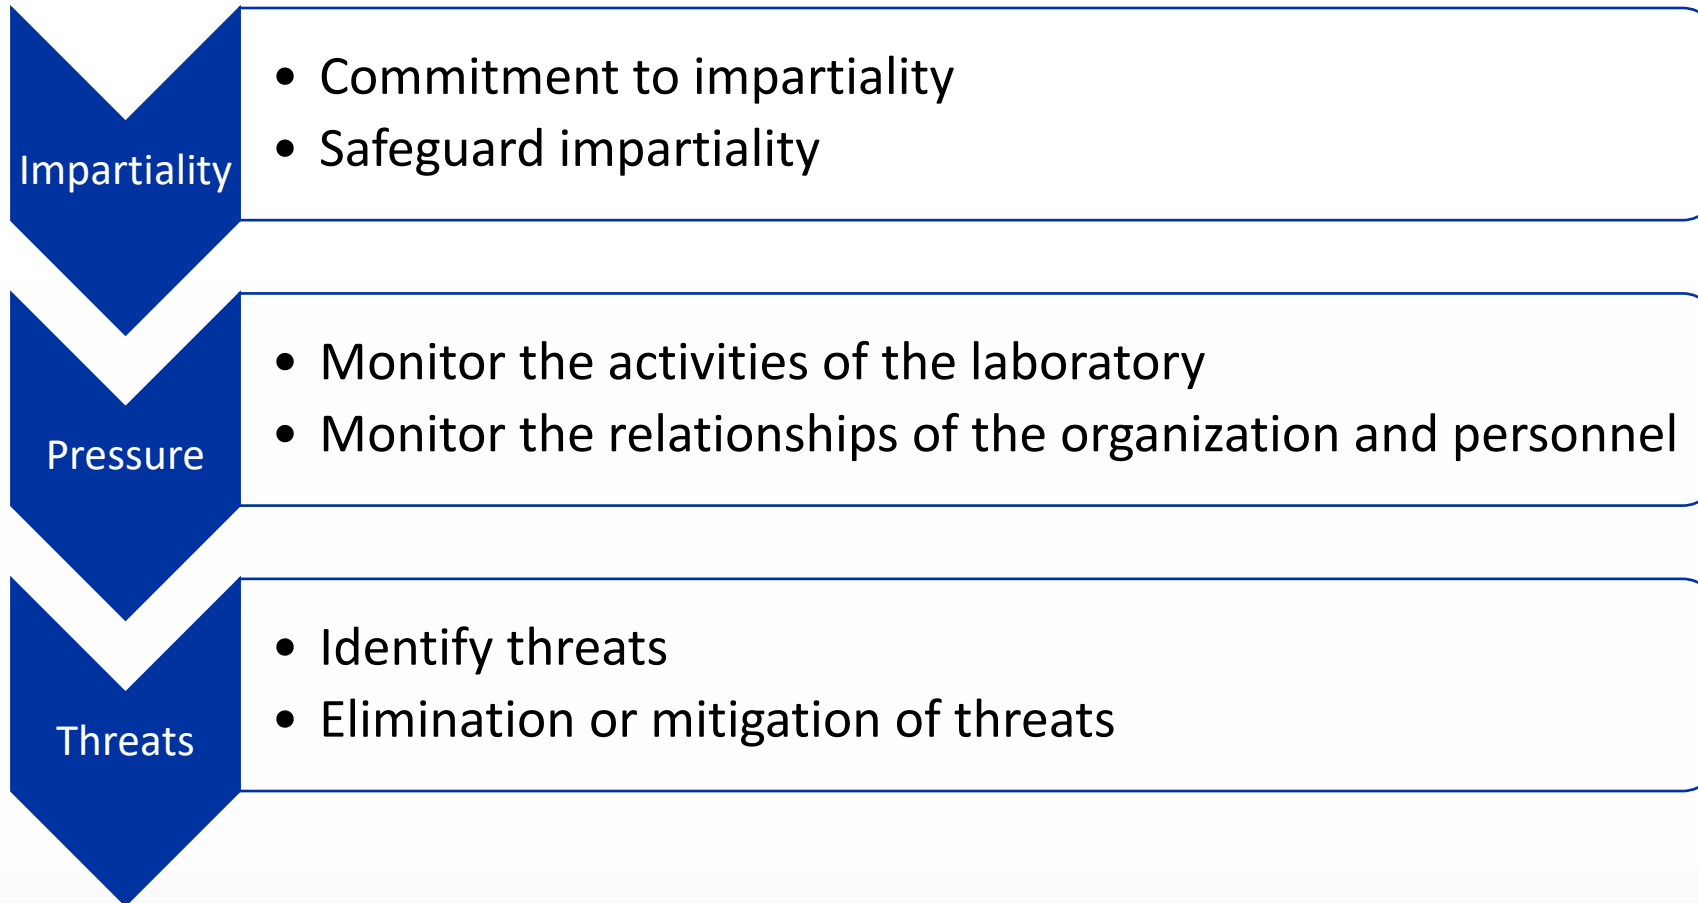 Impartiality
• Commitment to impartiality
• Safeguard impartiality
Pressure
• Monitor the activities of the laboratory
• Monitor the relationships of the organization and personnel
Threats
• Identify threats
• Elimination or mitigation of threats